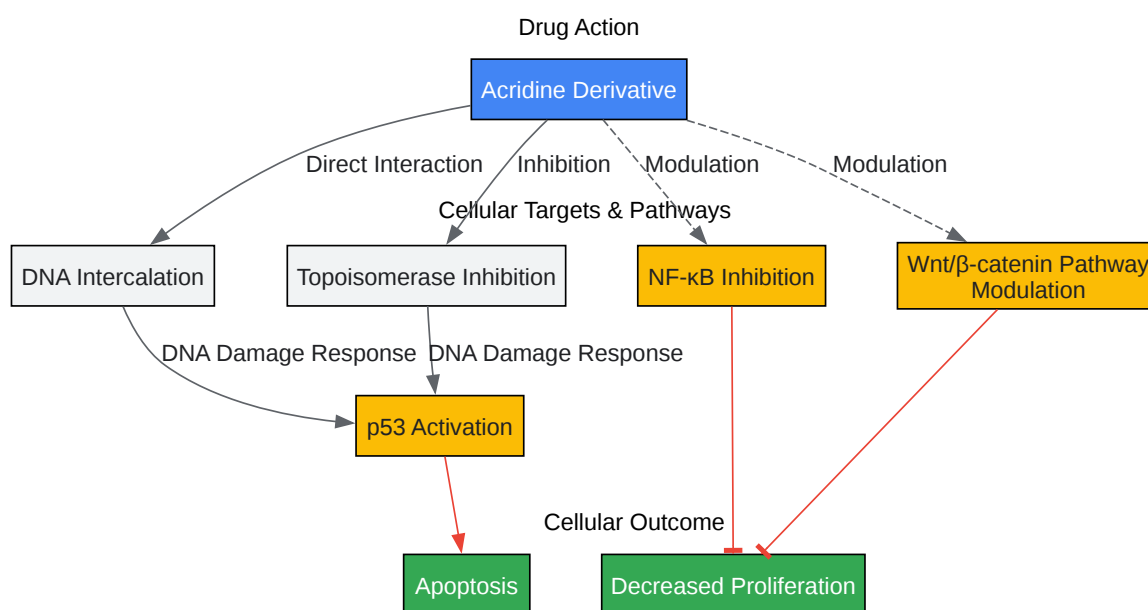 Drug Action
Acridine Derivative
Direct Interaction
Inhibition
Modulation
Modulation
Cellular Targets & Pathways
DNA Intercalation
Topoisomerase Inhibition
NF-κB Inhibition
Wnt/β-catenin Pathway
Modulation
DNA Damage Response
DNA Damage Response
p53 Activation
Cellular Outcome
Apoptosis
Decreased Proliferation